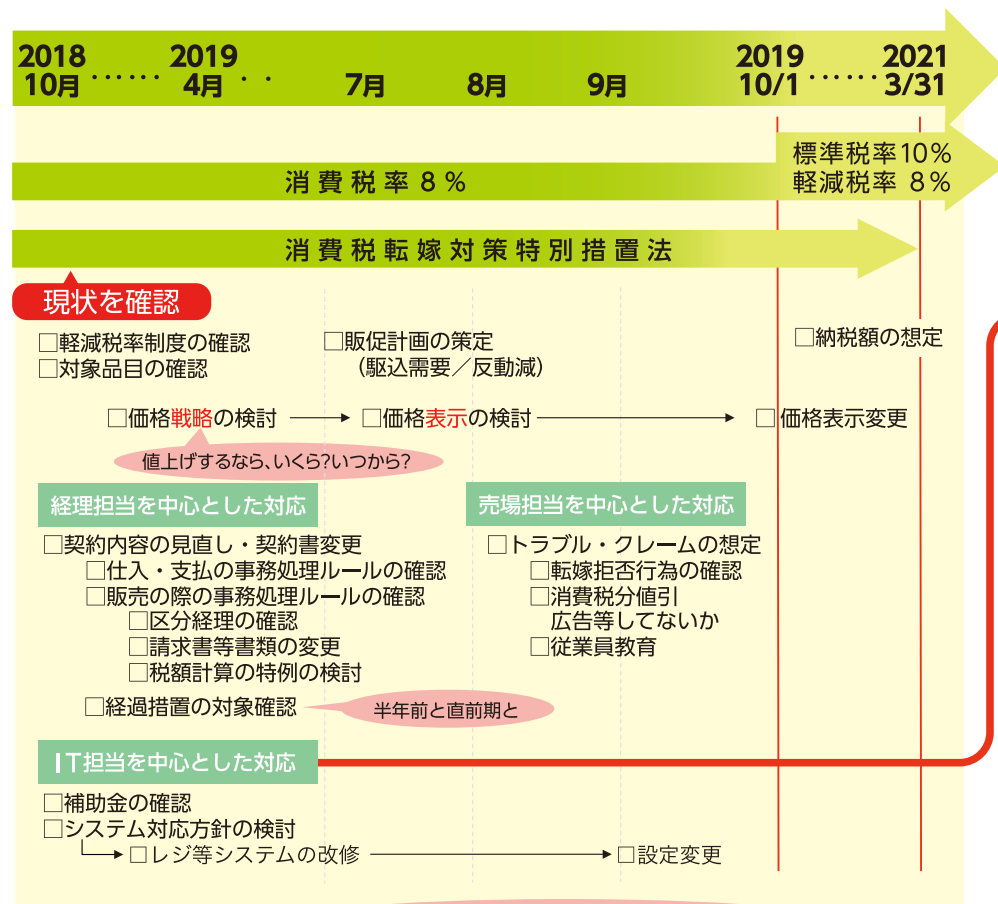 2018 2019 2019 2021
10月 …… 4月 ・・ 7月 8月 9月 10/1 …… 3/31
標準税率10%
消費税率8% 軽減税率 8%
消費税転嫁対策特別措置法
現状を確認
□軽減税率制度の確認 □販促計画の策定 □納税額の想定
□対象品目の確認 (駆込需要/反動減)
□価格戦略の検討 → □価格表示の検討 → □価格表示変更
値上げするなら、いくら?いつから?
経理担当を中心とした対応 売場担当を中心とした対応
□契約内容の見直し・契約書変更 □トラブル・クレームの想定
□仕入・支払の事務処理ルールの確認 □転嫁拒否行為の確認
□販売の際の事務処理ルールの確認 □消費税分値引
□区分経理の確認 広告等してないか
□請求書等書類の変更 □従業員教育
□税額計算の特例の検討
□経過措置の対象確認 半年前と直前期と
IT担当を中心とした対応
□補助金の確認
□システム対応方針の検討
→ □レジ等システムの改修 → □設定変更